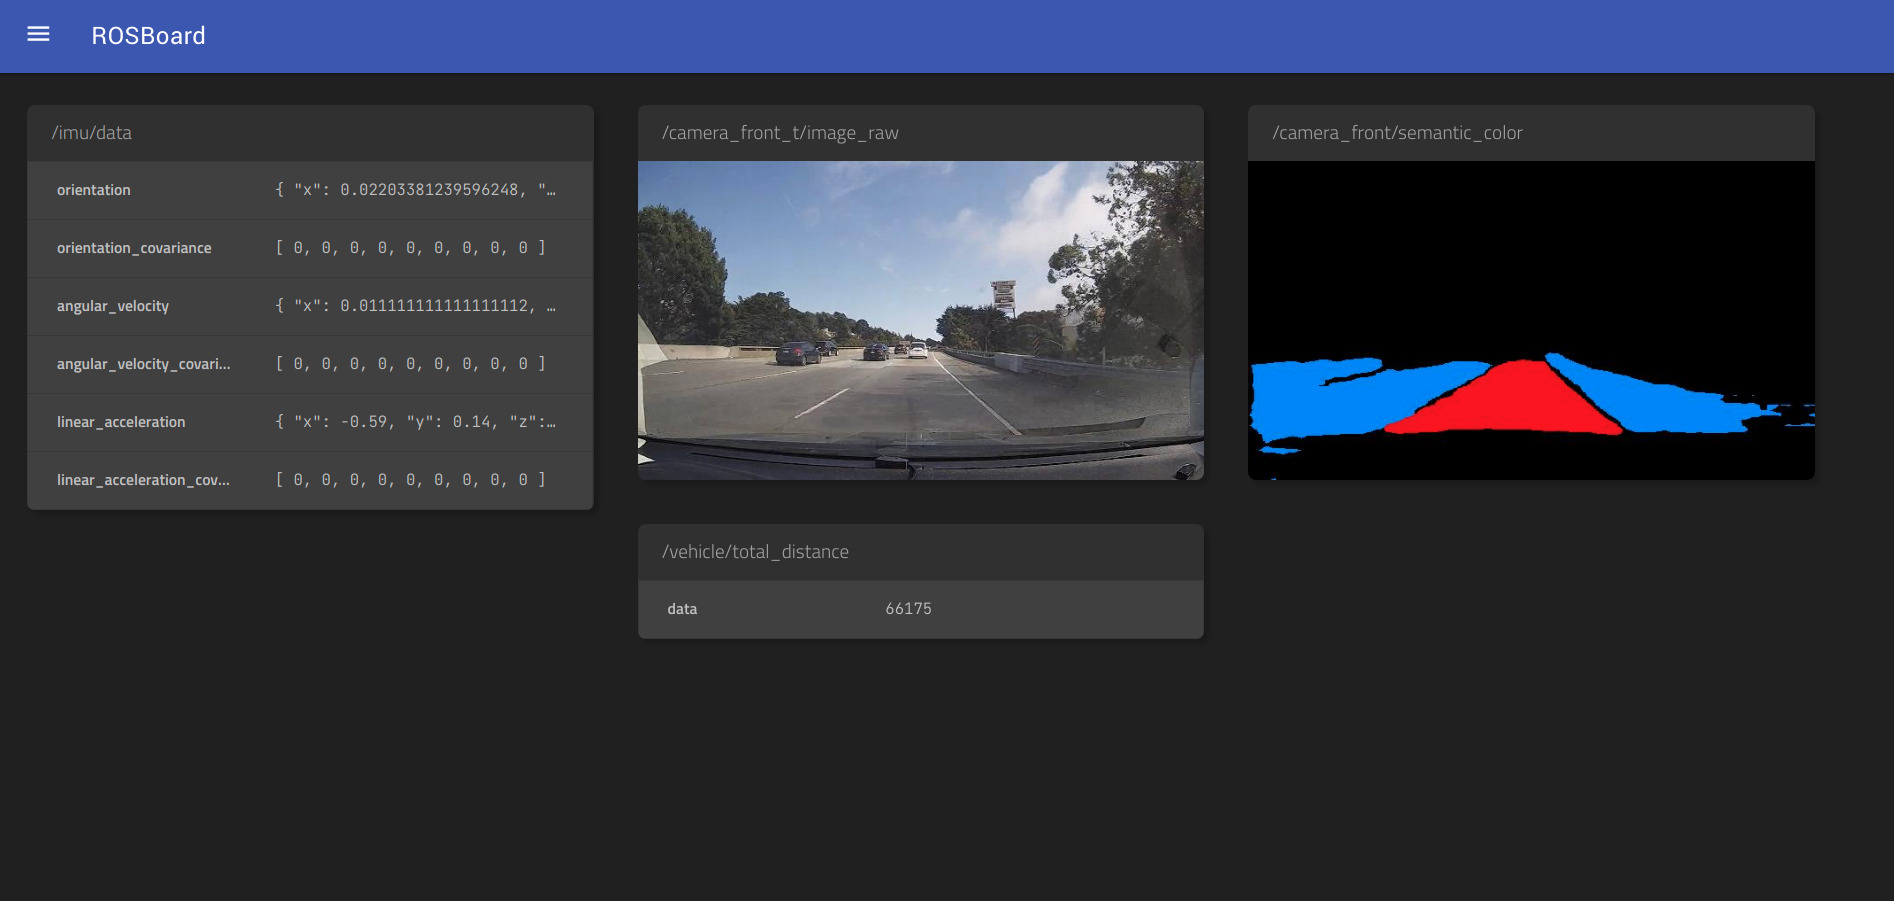 ROSBoard
/imu/data
orientation { "x": 0.02203381239596248, "…
orientation_covariance [ 0, 0, 0, 0, 0, 0, 0, 0, 0 ]
angular_velocity { "x": 0.011111111111111112, …
angular_velocity_covari... [ 0, 0, 0, 0, 0, 0, 0, 0, 0 ]
linear_acceleration { "x": -0.59, "y": 0.14, "z":…
linear_acceleration_cov... [ 0, 0, 0, 0, 0, 0, 0, 0, 0 ]
/camera_front_t/image_raw
/vehicle/total_distance
data 66175
/camera_front/semantic_color